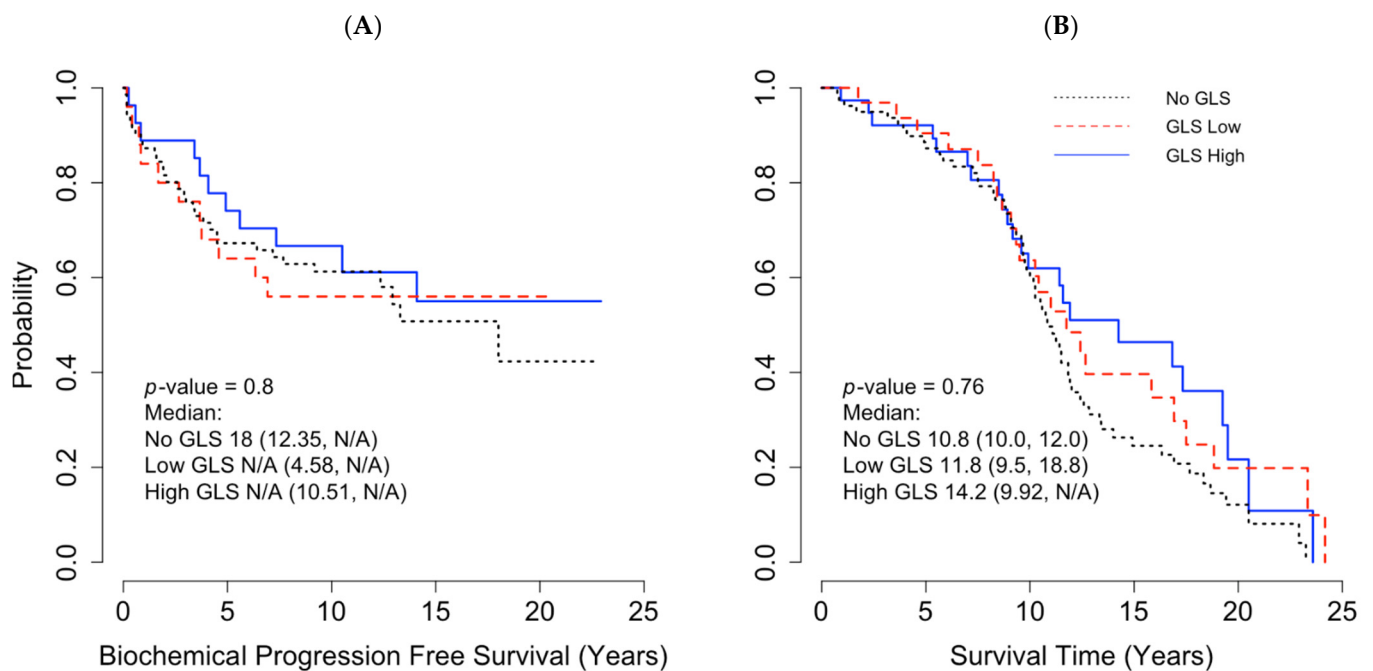 (A)
Probability
1.0
0.8
0.6
0.4
0.2
0.0
p-value = 0.8
Median:
No GLS 18 (12.35, N/A)
Low GLS N/A (4.58, N/A)
High GLS N/A (10.51, N/A)
0 5 10 15 20 25
Biochemical Progression Free Survival (Years)
(B)
1.0
0.8
0.6
0.4
0.2
0.0
No GLS
GLS Low
GLS High
p-value = 0.76
Median:
No GLS 10.8 (10.0, 12.0)
Low GLS 11.8 (9.5, 18.8)
High GLS 14.2 (9.92, N/A)
0 5 10 15 20 25
Survival Time (Years)